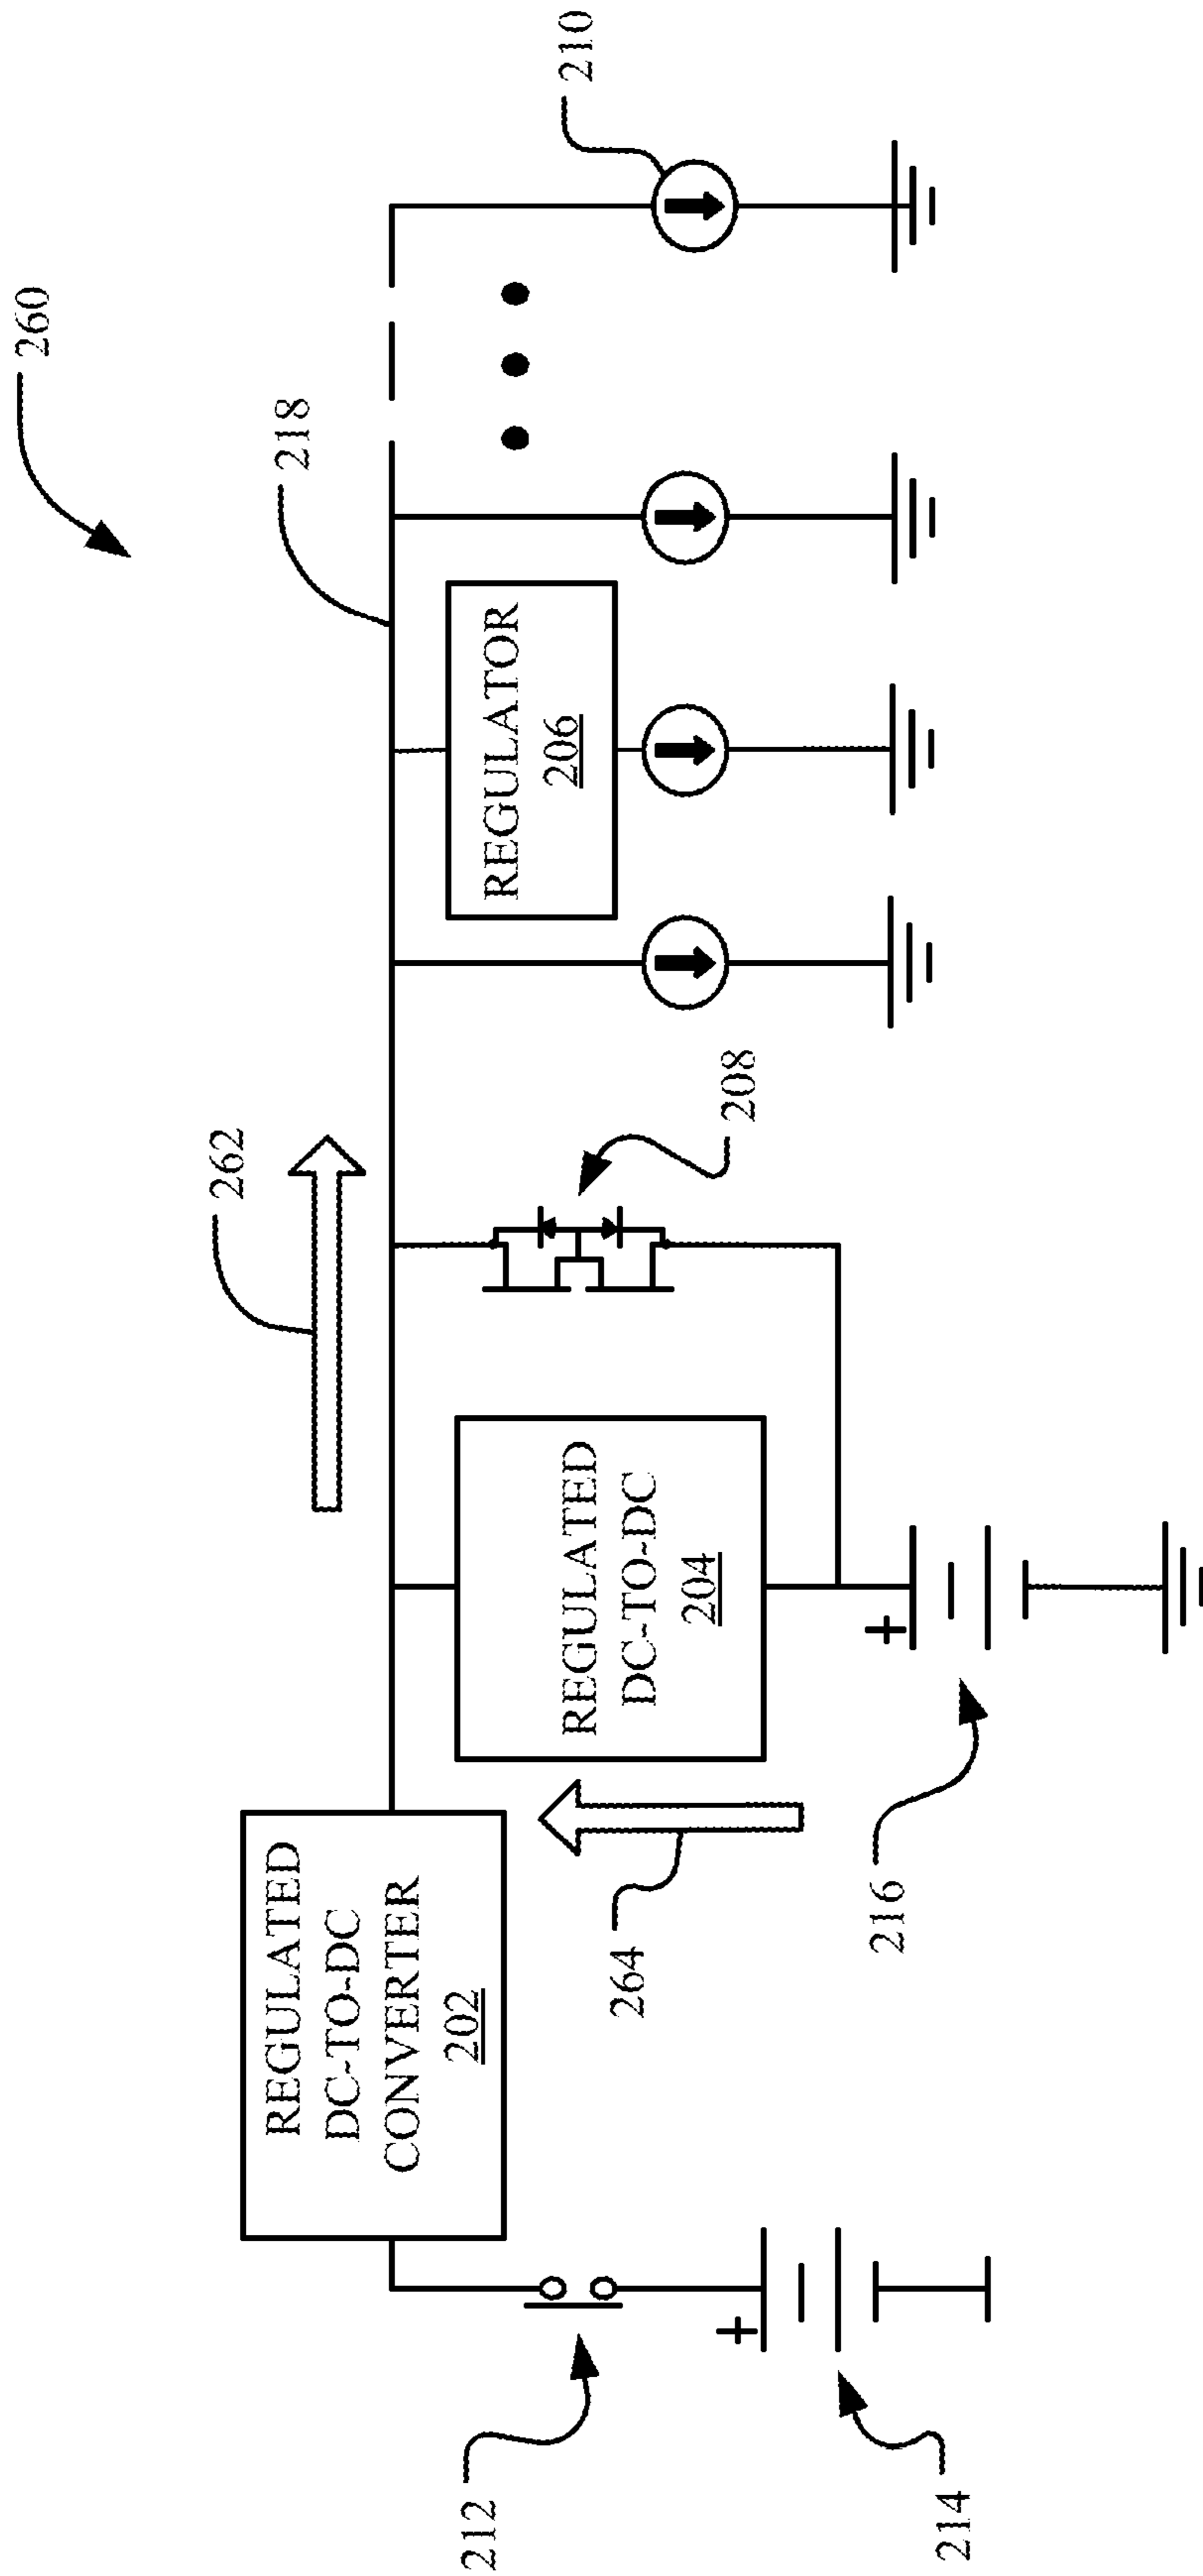 260
262
218
210
REGULATED
DC-TO-DC
CONVERTER
202
REGULATED
DC-TO-DC
204
REGULATOR
206
208
264
212
214
216
+
+